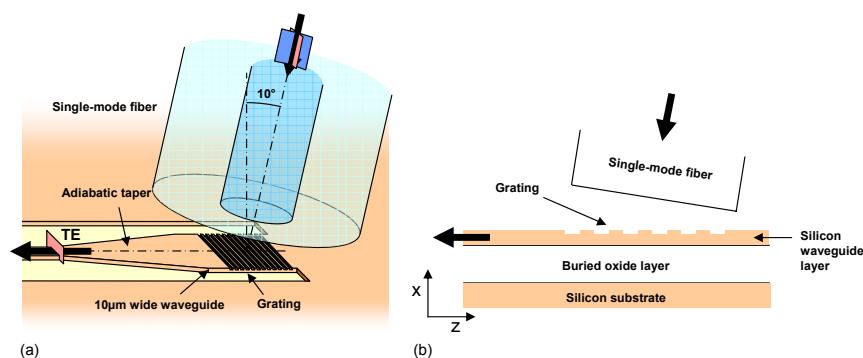 10°
Single-mode fiber
Adiabatic taper
TE
10µm wide waveguide
Grating
(a)
Single-mode fiber
Grating
Silicon
waveguide
layer
Buried oxide layer
X
Silicon substrate
Z
(b)